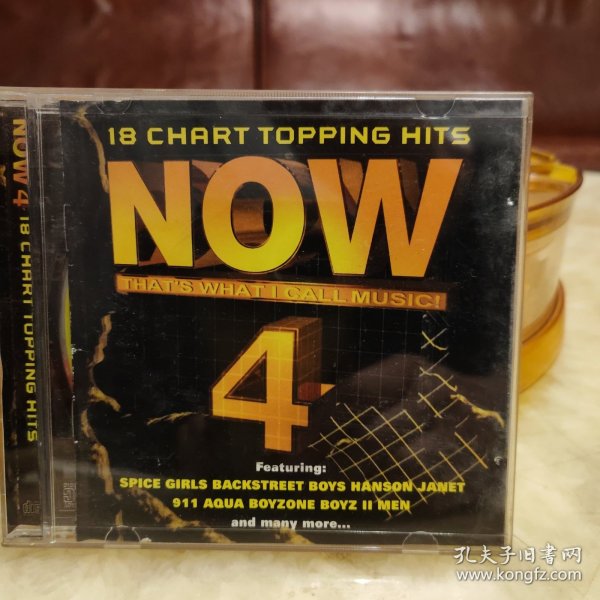 18 CHART TOPPING HITS
NOW
THAT'S WHAT I CALL MUSIC!
4
Featuring:
SPICE GIRLS BACKSTREET BOYS HANSON JANET
911 AQUA BOYZONE BOYZ II MEN
and many more...
NOW 4 18 CHART TOPPING HITS
孔夫子旧书网
www.kongfz.com